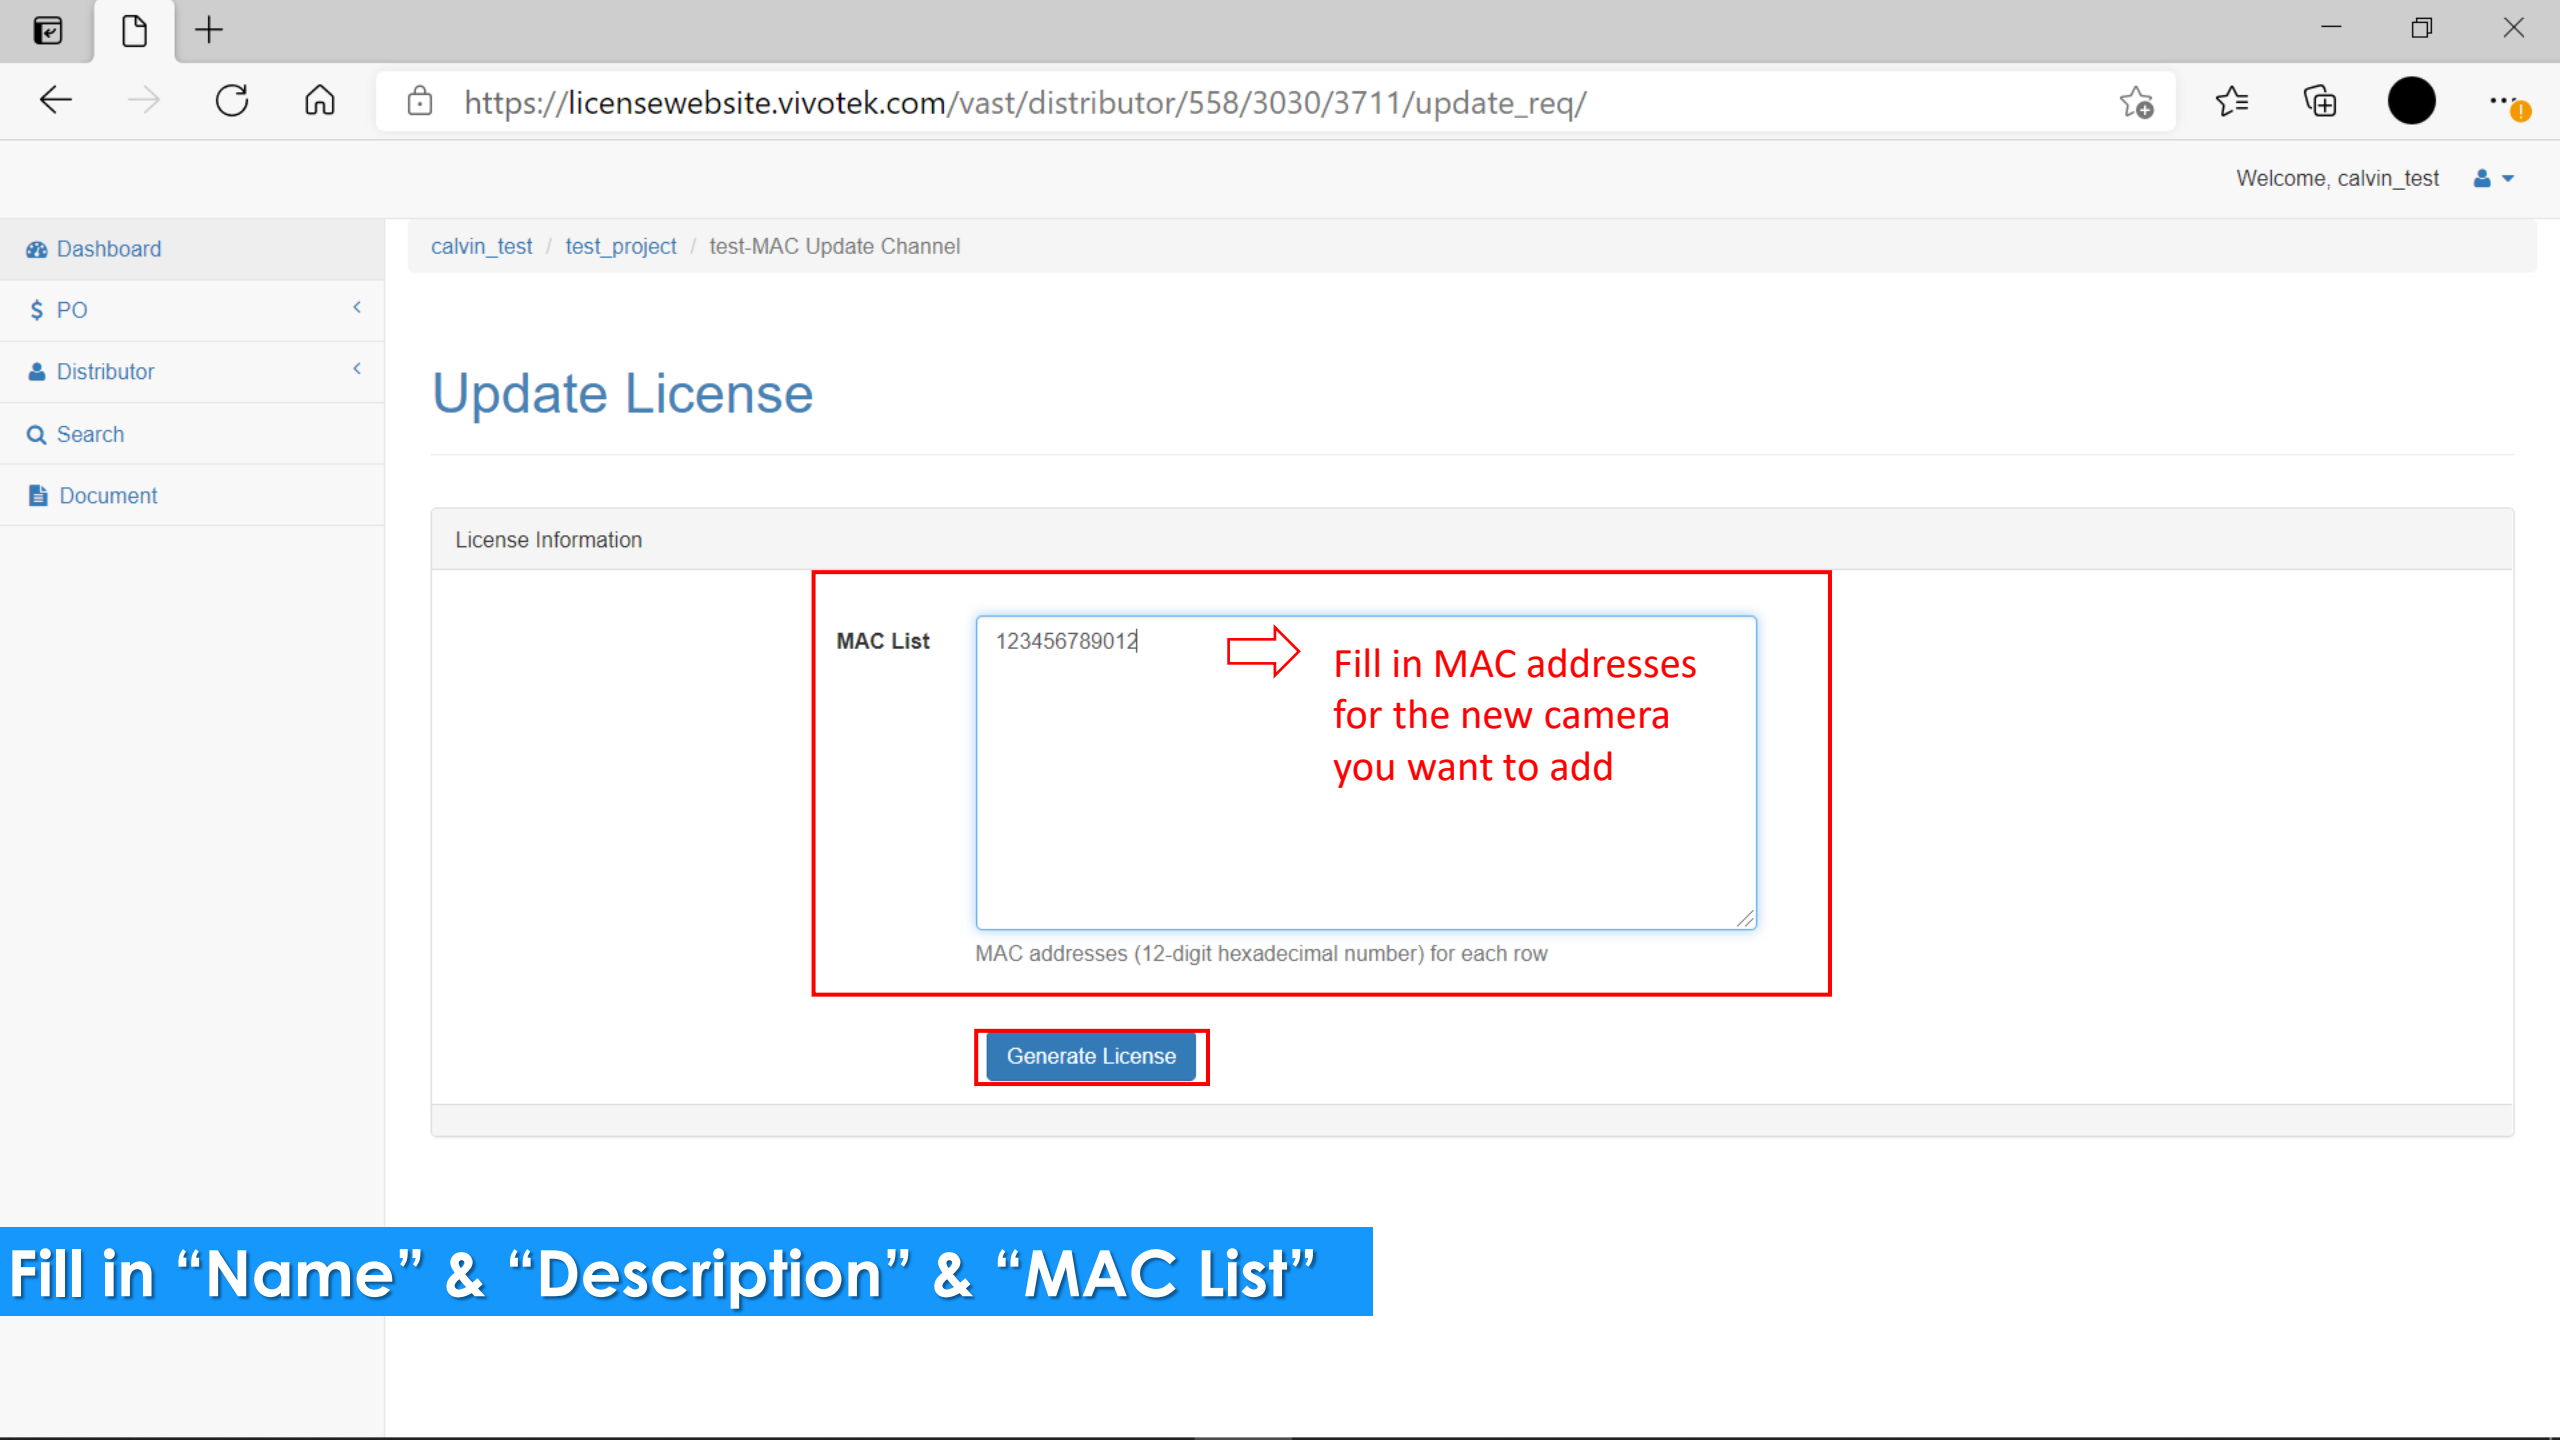 https://licensewebsite.vivotek.com/vast/distributor/558/3030/3711/update_req/
Welcome, calvin_test
Dashboard
PO
Distributor
Search
Document
calvin_test / test_project / test-MAC Update Channel
Update License
License Information
MAC List
123456789012
Fill in MAC addresses
for the new camera
you want to add
MAC addresses (12-digit hexadecimal number) for each row
Generate License
Fill in “Name” & “Description” & “MAC List”